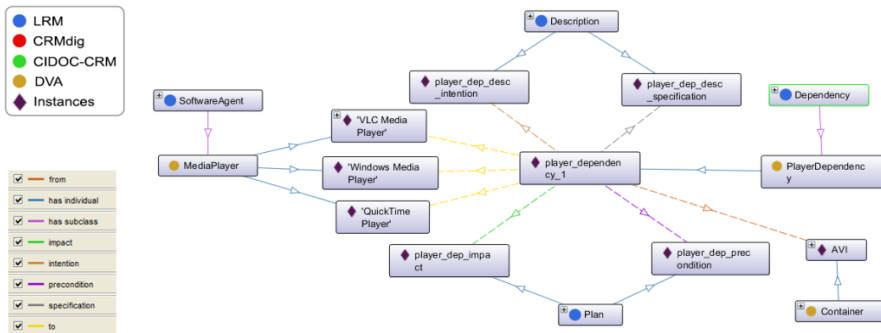 LRM
CRMdig
CIDOC-CRM
DVA
Instances
Description
player_dep_desc
_intention
player_dep_desc
_specification
SoftwareAgent
'VLC Media
Player'
Dependency
MediaPlayer
'Windows Media
Player'
player_dependen
cy_1
PlayerDependenc
y
'QuickTime
Player'
player_dep_impa
ct
player_dep_prec
ondition
AVI
Plan
Container
from
has individual
has subclass
impact
intention
precondition
specification
to